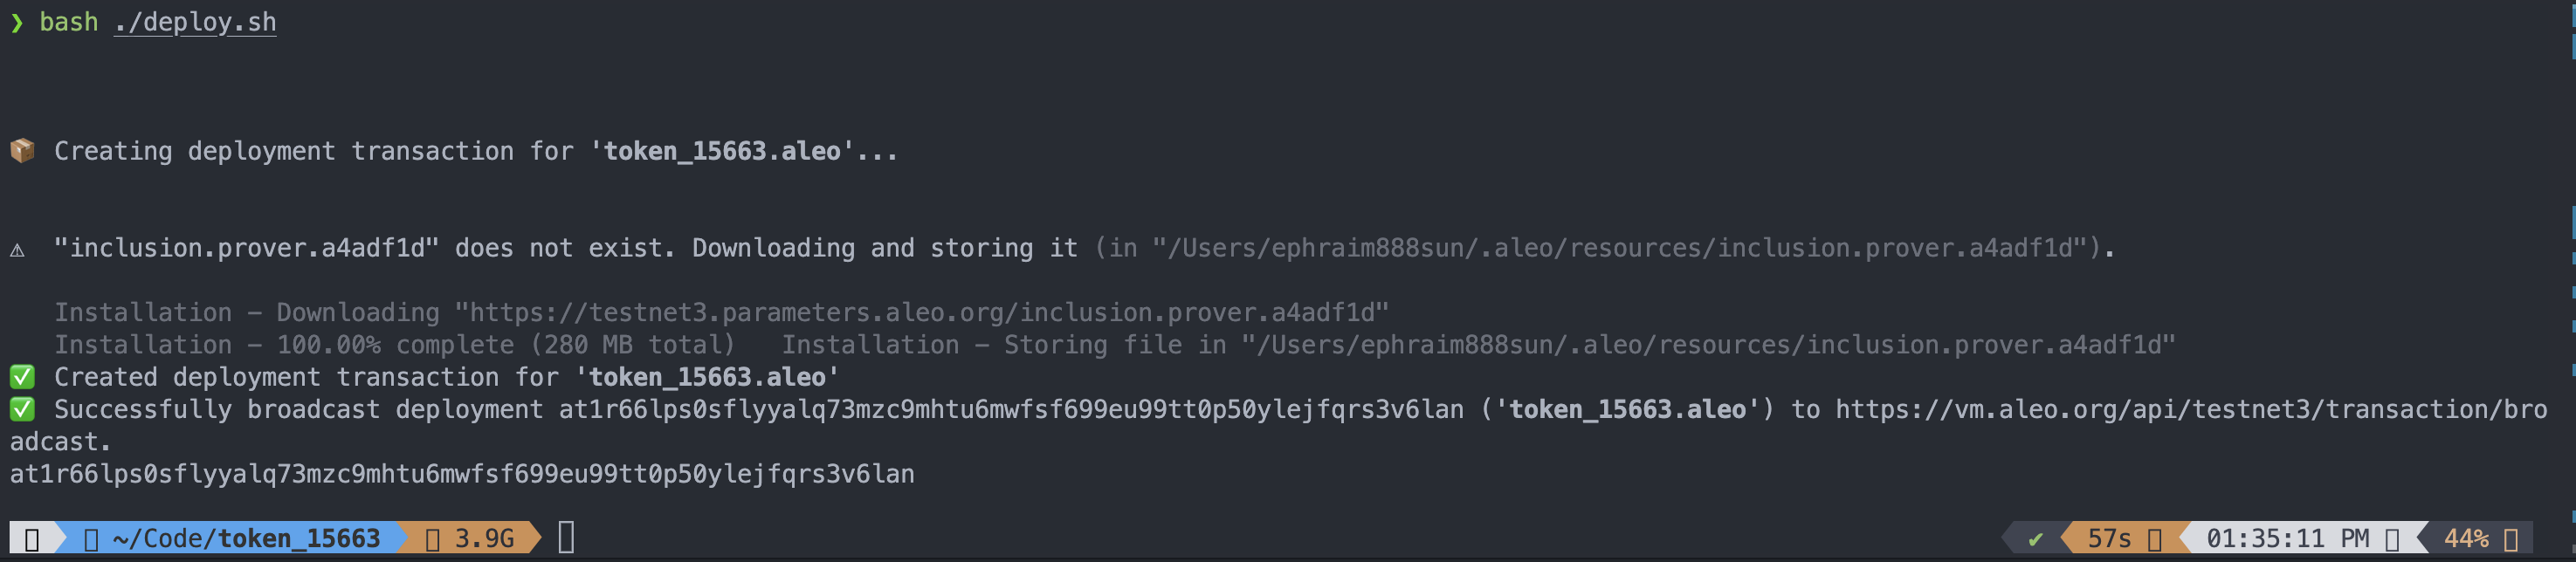 ❯ bash ./deploy.sh
📦 Creating deployment transaction for 'token_15663.aleo'...
⚠ "inclusion.prover.a4adf1d" does not exist. Downloading and storing it (in "/Users/ephraim888sun/.aleo/resources/inclusion.prover.a4adf1d").
Installation - Downloading "https://testnet3.parameters.aleo.org/inclusion.prover.a4adf1d"
Installation - 100.00% complete (280 MB total)   Installation - Storing file in "/Users/ephraim888sun/.aleo/resources/inclusion.prover.a4adf1d"
✅ Created deployment transaction for 'token_15663.aleo'
✅ Successfully broadcast deployment at1r66lps0sflyyalq73mzc9mhtu6mwfsf699eu99tt0p50ylejfqrs3v6lan ('token_15663.aleo') to https://vm.aleo.org/api/testnet3/transaction/bro
adcast.
at1r66lps0sflyyalq73mzc9mhtu6mwfsf699eu99tt0p50ylejfqrs3v6lan
~/Code/token_15663 3.9G ✔ 57s 01:35:11 PM 44%